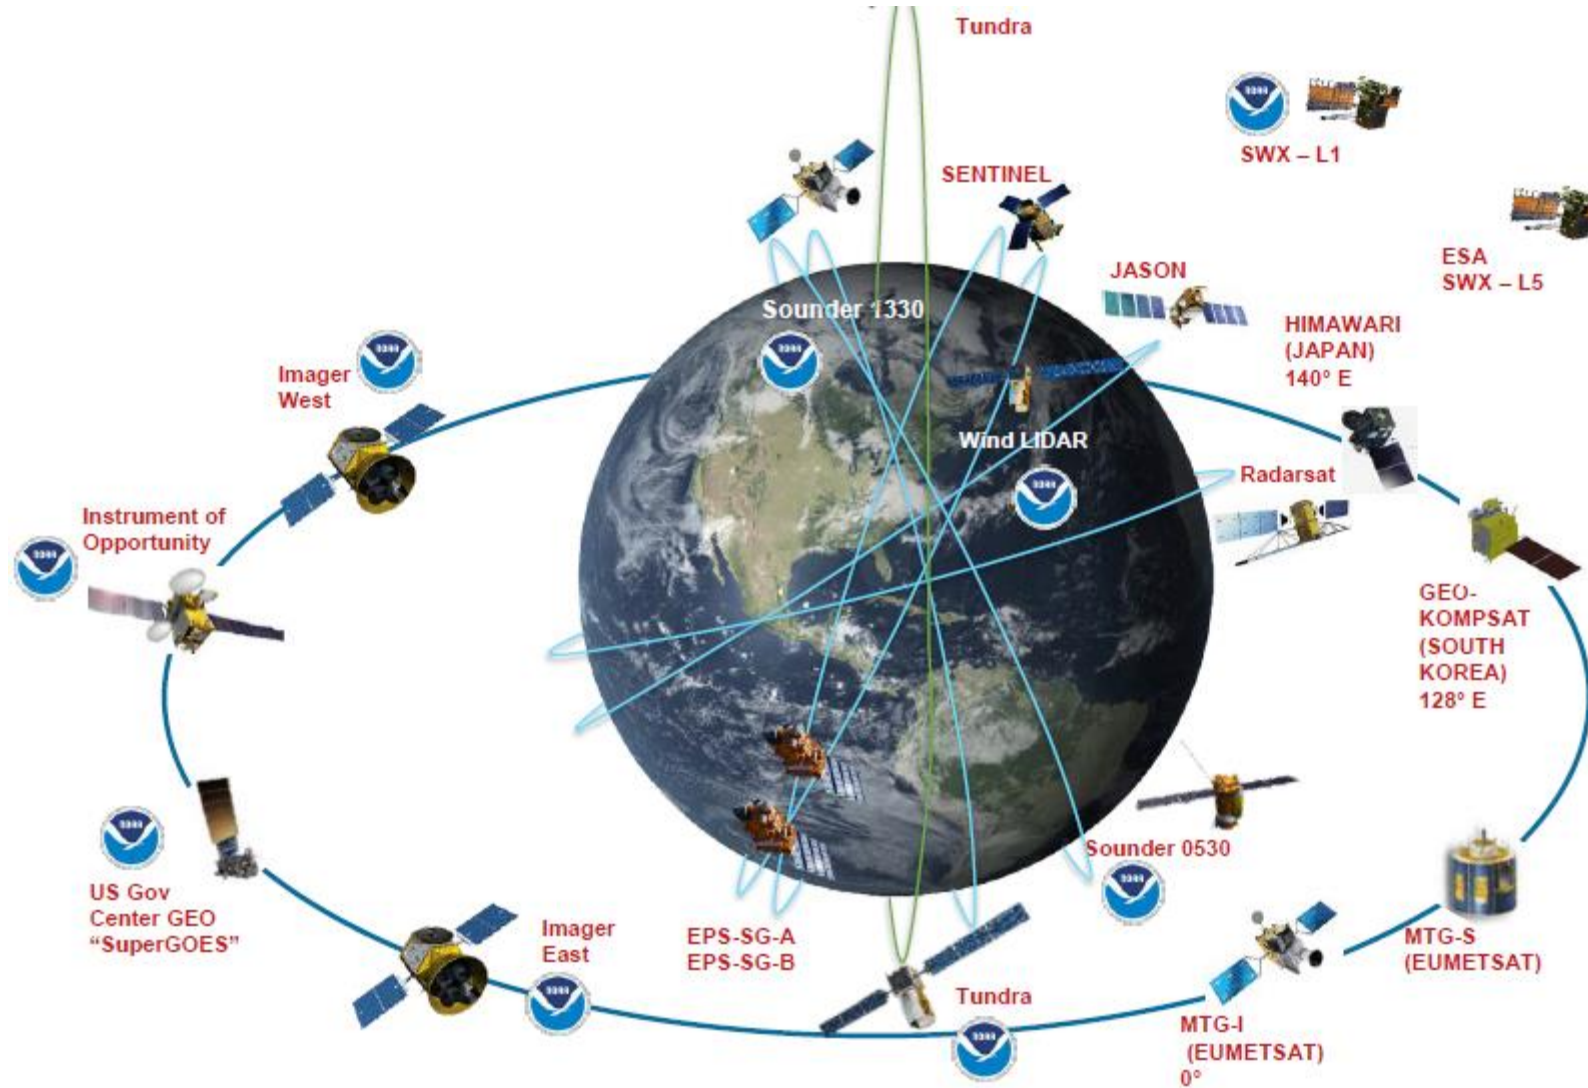 Tundra
SWX – L1
SENTINEL
ESA
SWX – L5
JASON
Sounder 1330
HIMAWARI
(JAPAN)
140° E
Imager
West
Wind LIDAR
Radarsat
Instrument of
Opportunity
GEO-
KOMPSAT
(SOUTH
KOREA)
128° E
Sounder 0530
US Gov
Center GEO
“SuperGOES”
Imager
East
EPS-SG-A
EPS-SG-B
MTG-S
(EUMETSAT)
Tundra
MTG-I
(EUMETSAT)
0°